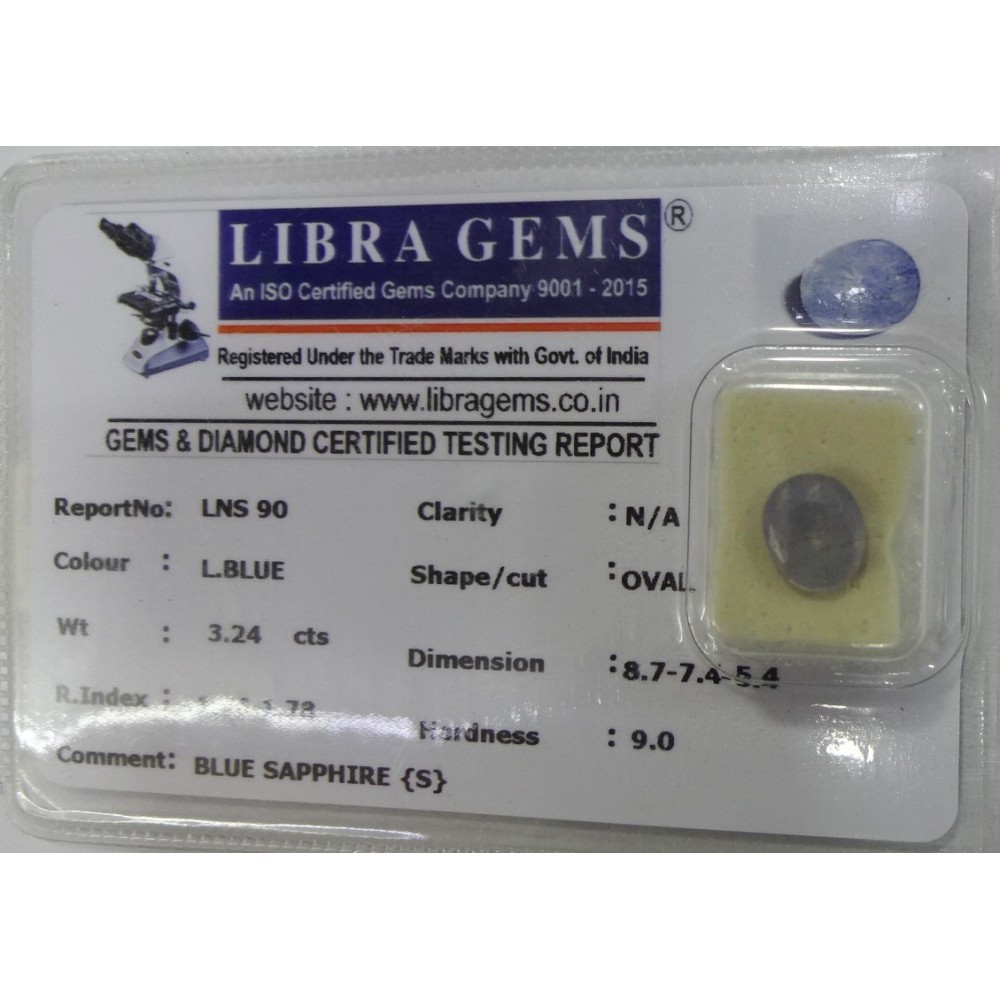 LIBRA GEMS ®
An ISO Certified Gems Company 9001 - 2015
Registered Under the Trade Marks with Govt. of India
website : www.libragems.co.in
GEMS & DIAMOND CERTIFIED TESTING REPORT
ReportNo: LNS 90
Colour : L.BLUE
Wt : 3.24 cts
R.Index : 1.78
Comment: BLUE SAPPHIRE {S}
Clarity : N/A
Shape/cut : OVAL
Dimension : 8.7-7.4-5.4
Hardness : 9.0